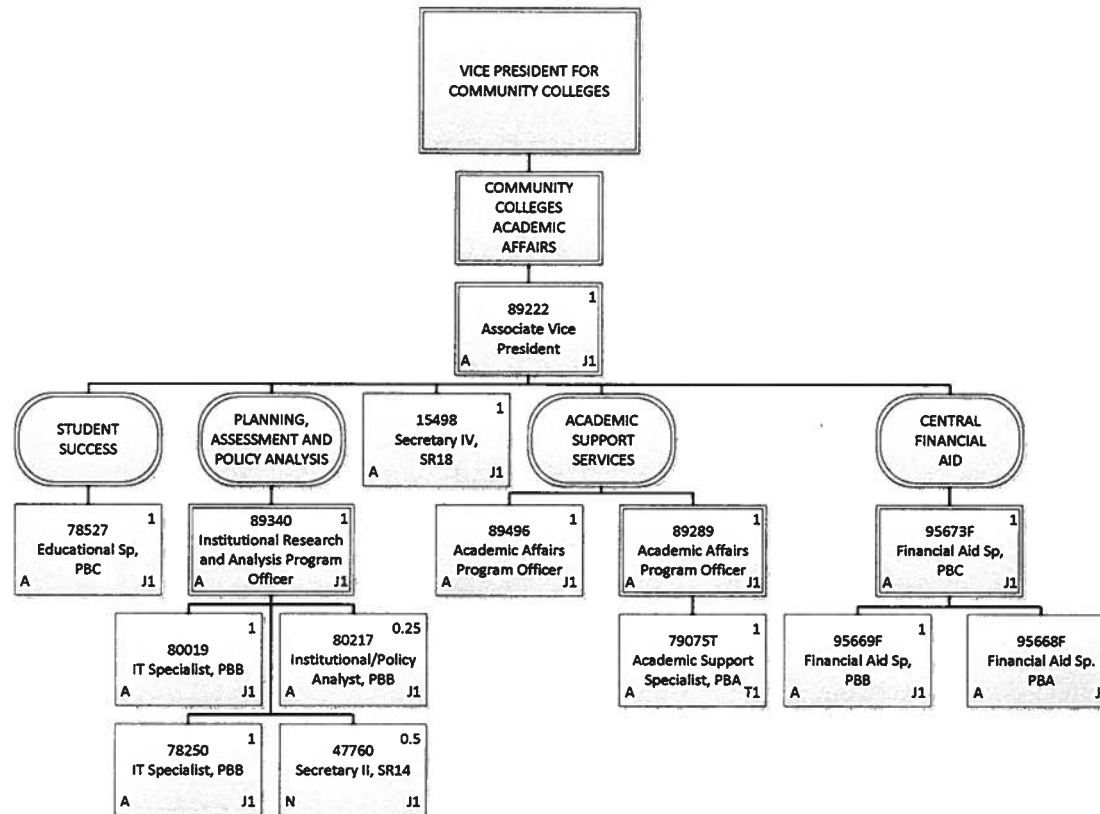 VICE PRESIDENT FOR
COMMUNITY COLLEGES
COMMUNITY
COLLEGES
ACADEMIC
AFFAIRS
1
89222
Associate Vice
President
A J1
STUDENT
SUCCESS
PLANNING,
ASSESSMENT AND
POLICY ANALYSIS
1
15498
Secretary IV,
SR18
A J1
ACADEMIC
SUPPORT
SERVICES
CENTRAL
FINANCIAL
AID
1
78527
Educational Sp,
PBC
A J1
1
89340
Institutional Research
and Analysis Program
Officer
A J1
1
89496
Academic Affairs
Program Officer
A J1
1
89289
Academic Affairs
Program Officer
A J1
1
95673F
Financial Aid Sp,
PBC
A J1
1
80019
IT Specialist, PBB
A J1
0.25
80217
Institutional/Policy
Analyst, PBB
A J1
1
79075T
Academic Support
Specialist, PBA
A T1
1
95669F
Financial Aid Sp,
PBB
A J1
95668F
Financial Aid Sp.
PBA
A J
1
78250
IT Specialist, PBB
A J1
0.5
47760
Secretary II, SR14
N J1